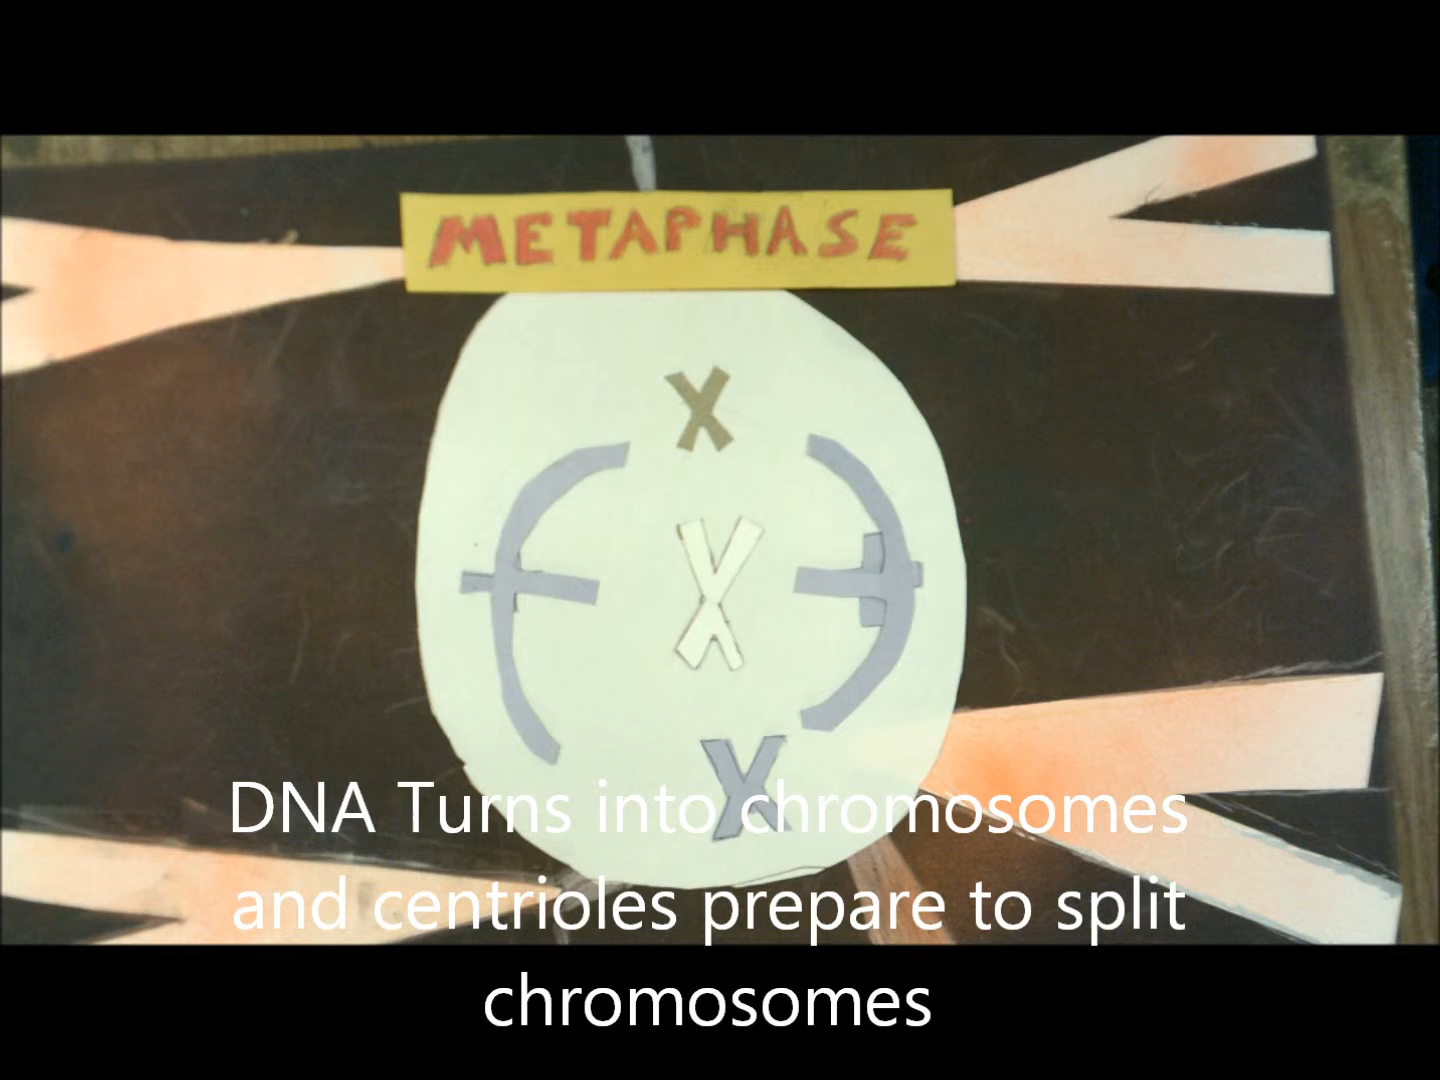 METAPHASE
DNA Turns into chromosomes
and centrioles prepare to split
chromosomes